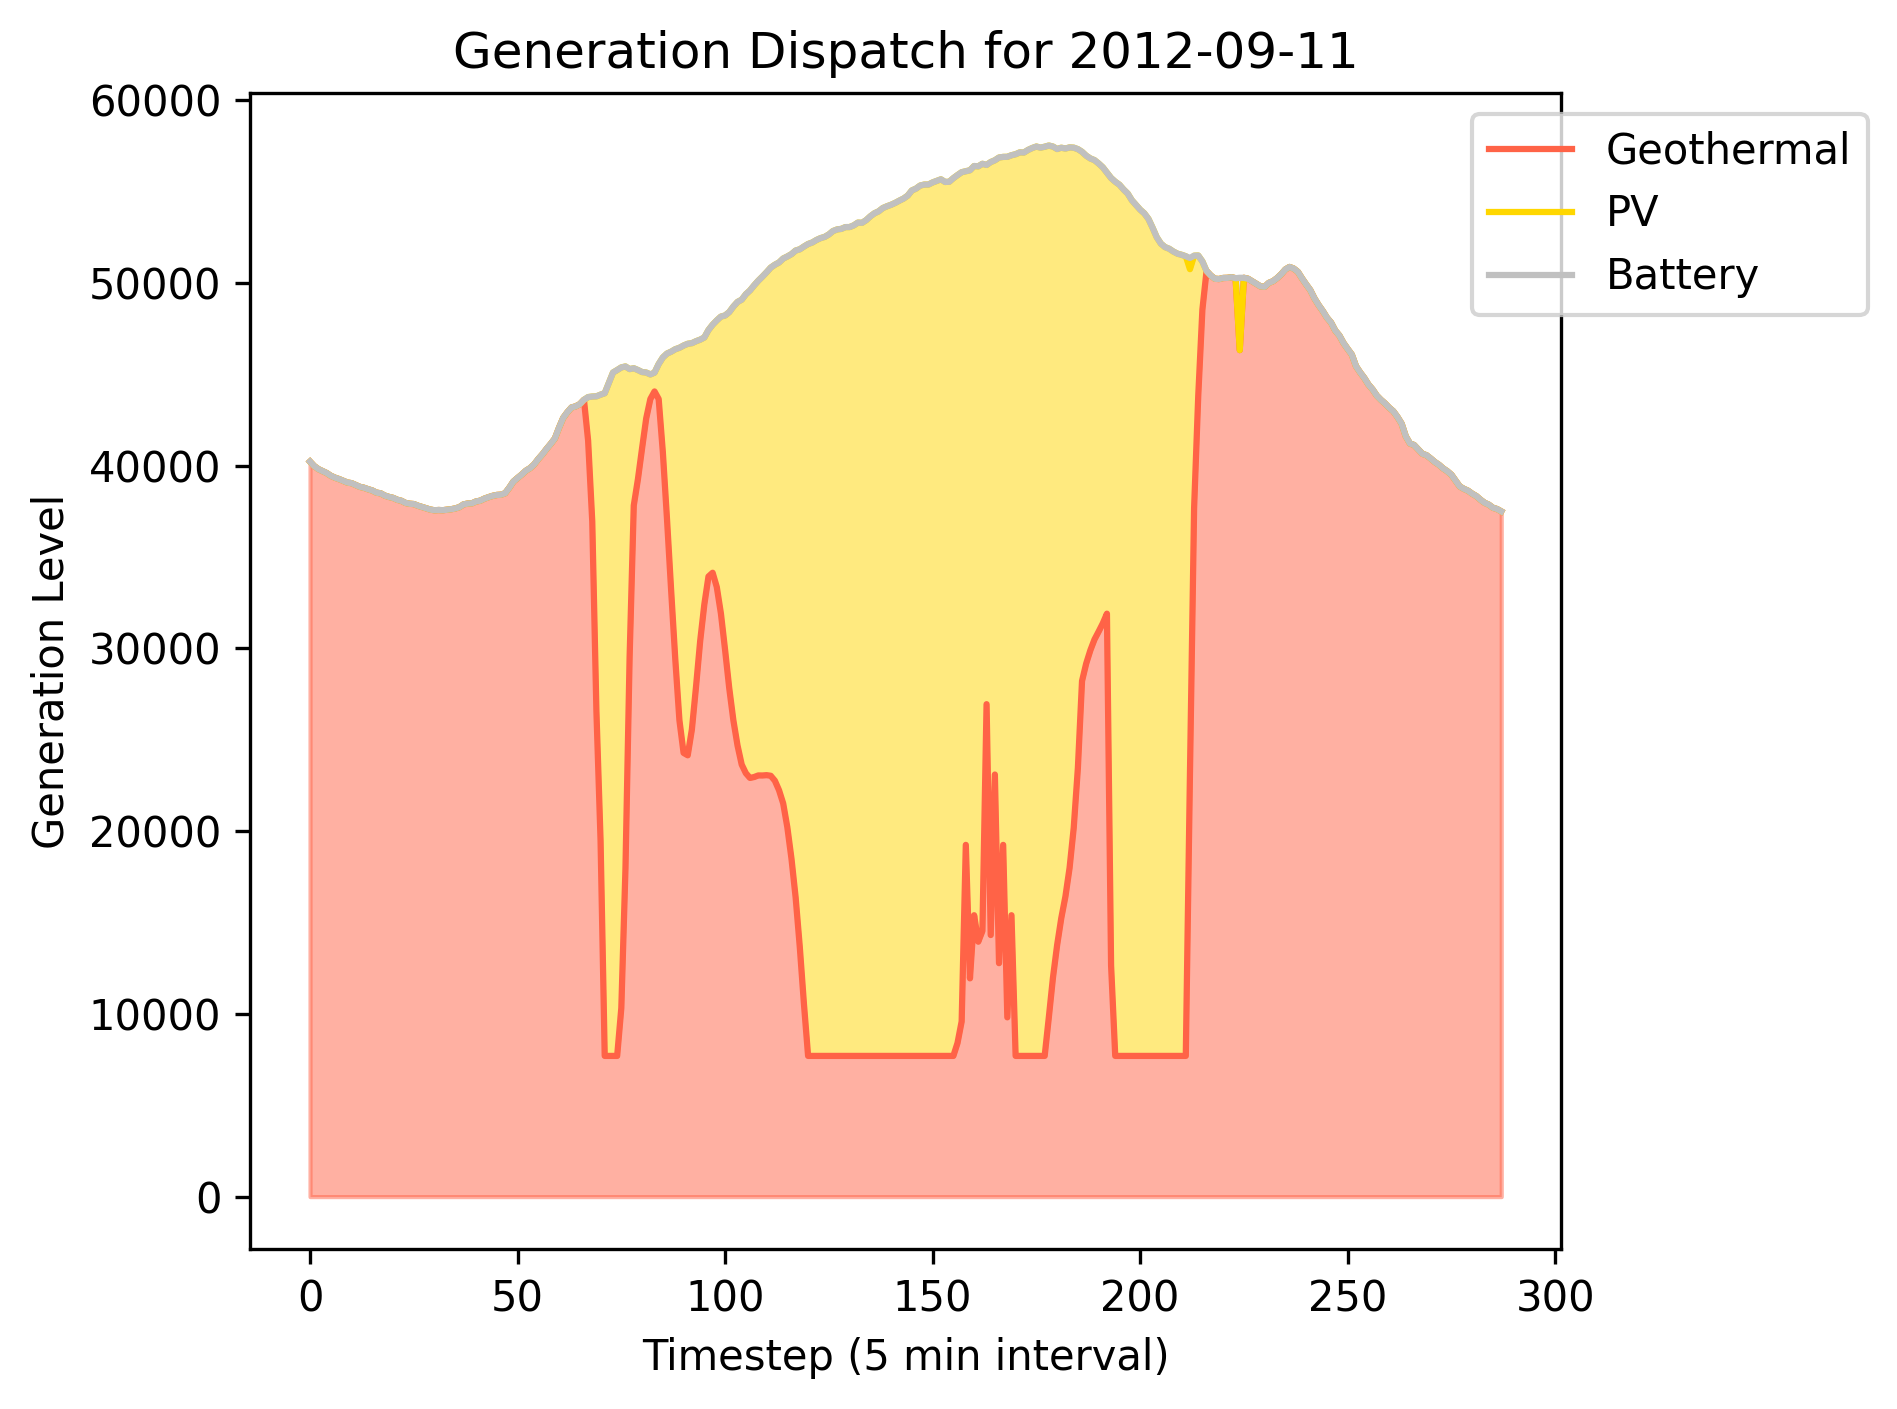 Generation Dispatch for 2012-09-11
60000
50000
40000
30000
20000
10000
0
Generation Level
Geothermal
PV
Battery
0
50
100
150
200
250
300
Timestep (5 min interval)